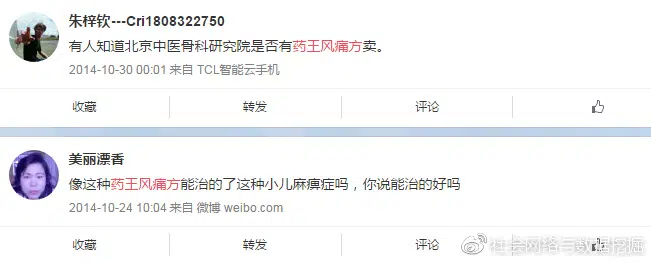 朱梓钦---Cri1808322750
有人知道北京中医骨科研究院是否有药王风痛方卖。
2014-10-30 00:01 来自 TCL智能云手机
收藏 转发 评论
美丽漂香
像这种药王风痛方能治的了这种小儿麻痹症吗，你说能治的好吗
2014-10-24 10:04 来自 微博 weibo.com
收藏 转发 评论
社会网络与数据挖掘